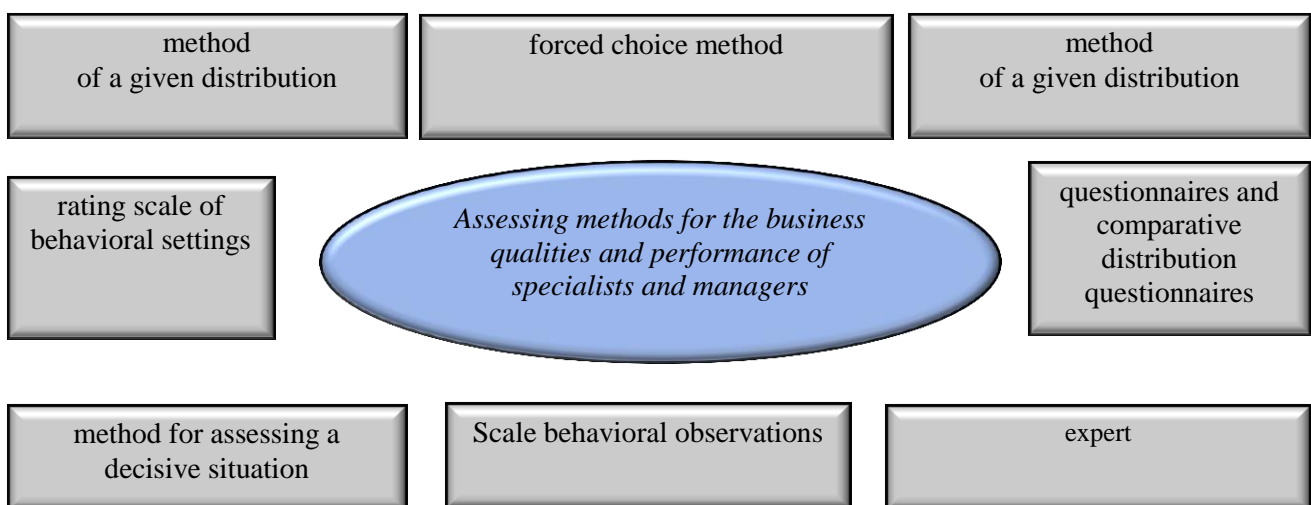 method
of a given distribution
forced choice method
method
of a given distribution
rating scale of
behavioral settings
Assessing methods for the business
qualities and performance of
specialists and managers
questionnaires and
comparative
distribution
questionnaires
method for assessing a
decisive situation
Scale behavioral observations
expert